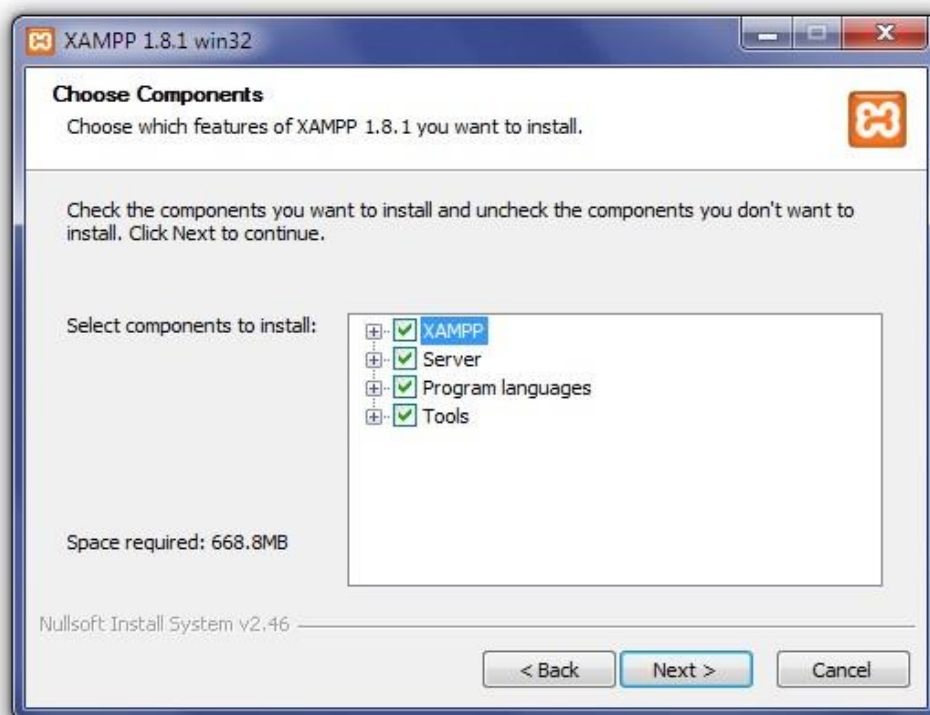 XAMPP 1.8.1 win32
Choose Components
Choose which features of XAMPP 1.8.1 you want to install.
Check the components you want to install and uncheck the components you don't want to
install. Click Next to continue.
Select components to install:
XAMPP
Server
Program languages
Tools
Space required: 668.8MB
Nullsoft Install System v2.46
< Back
Next >
Cancel